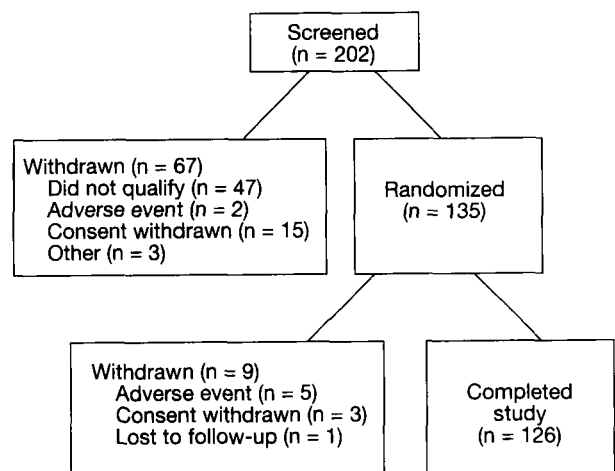 Screened
(n = 202)
Withdrawn (n = 67)
Did not qualify (n = 47)
Adverse event (n = 2)
Consent withdrawn (n = 15)
Other (n = 3)
Randomized
(n = 135)
Withdrawn (n = 9)
Adverse event (n = 5)
Consent withdrawn (n = 3)
Lost to follow-up (n = 1)
Completed
study
(n = 126)